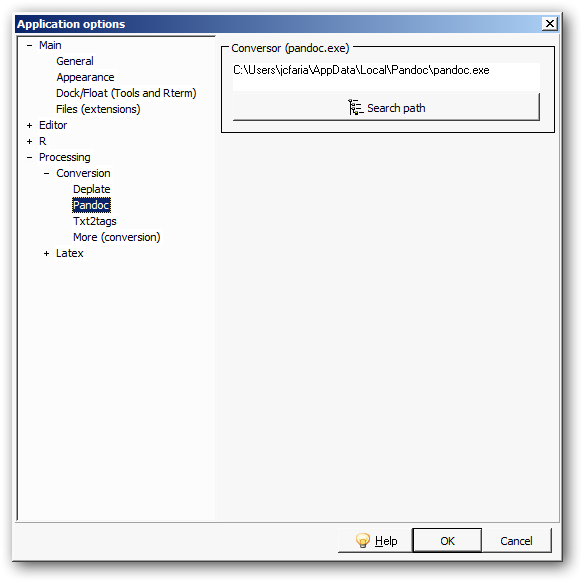 Application options
− Main
General
Appearance
Dock/Float (Tools and Rterm)
Files (extensions)
+ Editor
+ R
− Processing
− Conversion
Deplate
Pandoc
Txt2tags
More (conversion)
+ Latex
Conversor (pandoc.exe)
C:\Users\jcfaria\AppData\Local\Pandoc\pandoc.exe
Search path
Help
OK
Cancel